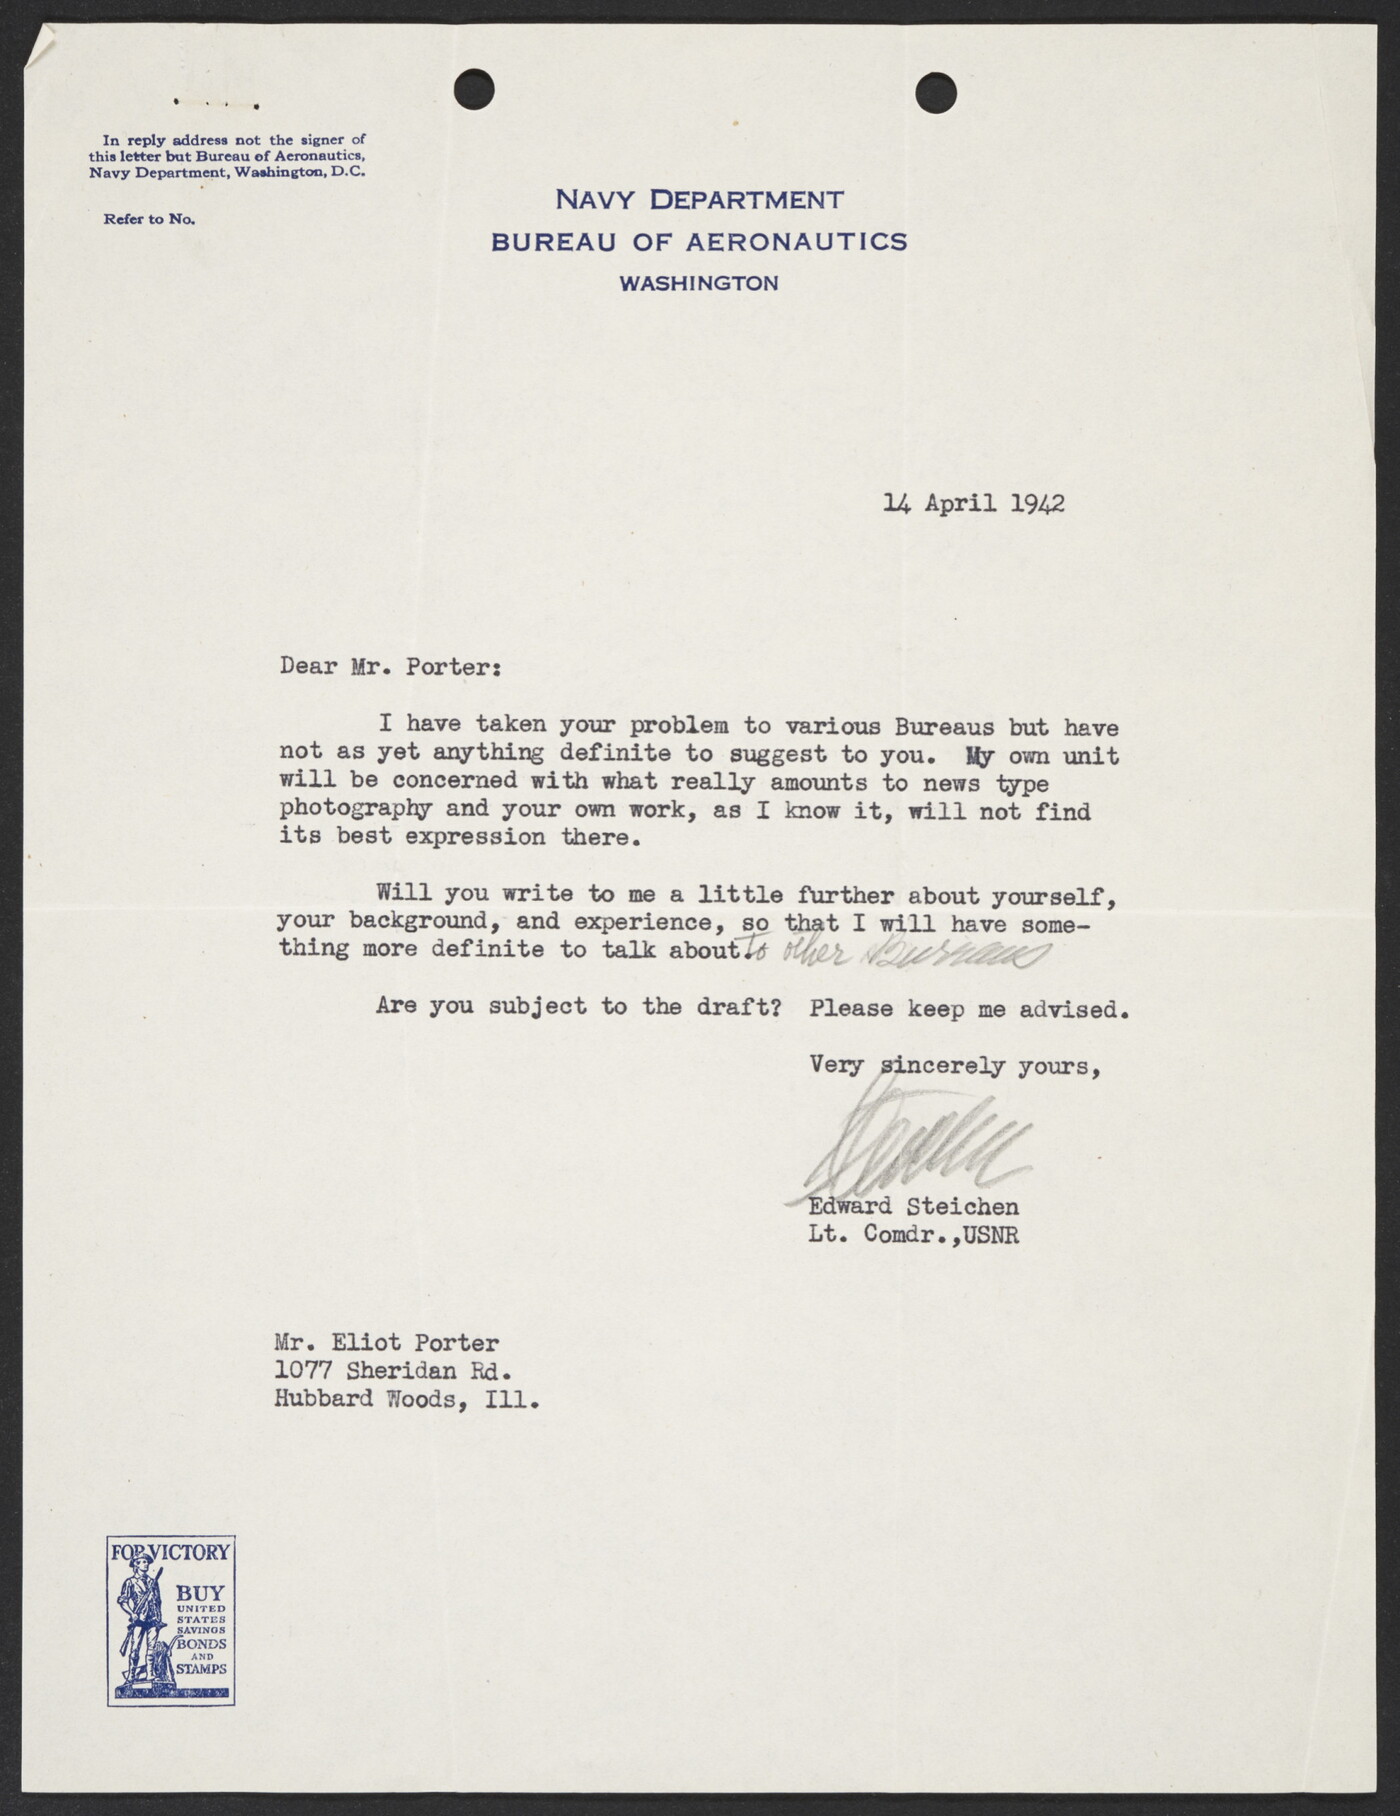 In reply address not the signer of
this letter but Bureau of Aeronautics,
Navy Department, Washington, D.C.
Refer to No.
NAVY DEPARTMENT
BUREAU OF AERONAUTICS
WASHINGTON
14 April 1942
Dear Mr. Porter:
I have taken your problem to various Bureaus but have
not as yet anything definite to suggest to you. My own unit
will be concerned with what really amounts to news type
photography and your own work, as I know it, will not find
its best expression there.
Will you write to me a little further about yourself,
your background, and experience, so that I will have some-
thing more definite to talk about. to other Bureaus
Are you subject to the draft? Please keep me advised.
Very sincerely yours,
Steichen
Edward Steichen
Lt. Comdr.,USNR
Mr. Eliot Porter
1077 Sheridan Rd.
Hubbard Woods, Ill.
FOR VICTORY
BUY
UNITED
STATES
SAVINGS
BONDS
AND
STAMPS